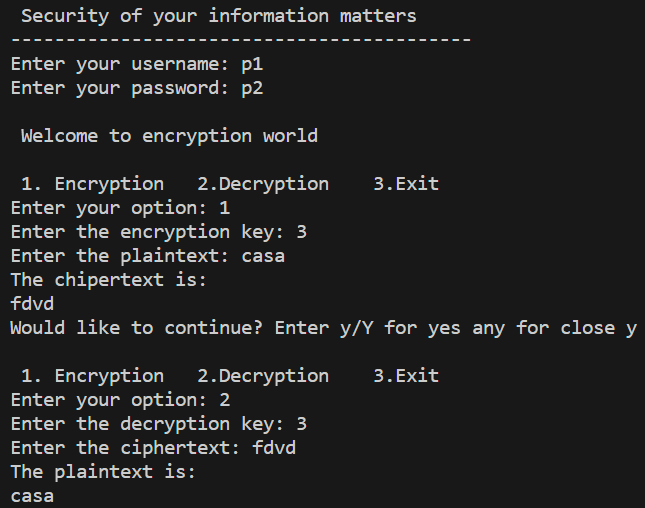 Security of your information matters
------------------------------------------
Enter your username: p1
Enter your password: p2
Welcome to encryption world
1. Encryption   2.Decryption    3.Exit
Enter your option: 1
Enter the encryption key: 3
Enter the plaintext: casa
The chipertext is:
fdvd
Would like to continue? Enter y/Y for yes any for close y
1. Encryption   2.Decryption    3.Exit
Enter your option: 2
Enter the decryption key: 3
Enter the ciphertext: fdvd
The plaintext is:
casa